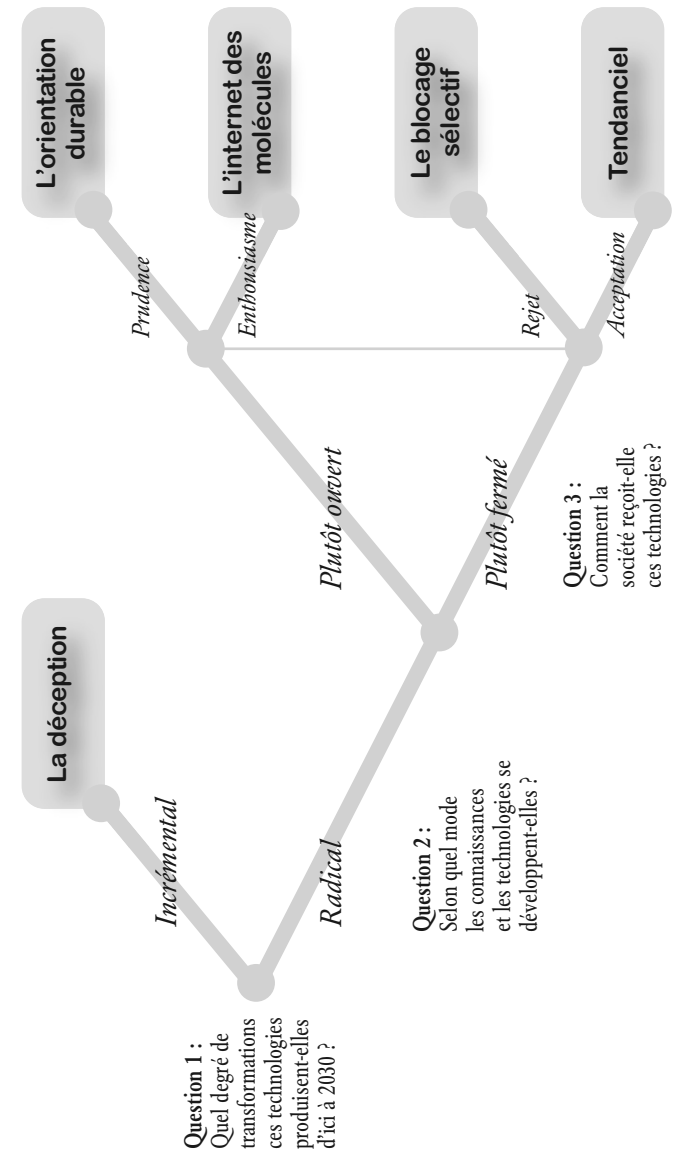 Question 1 :
Quel degré de
transformations
ces technologies
produisent-elles
d'ici à 2030 ?
Incrémental
La déception
Radical
Question 2 :
Selon quel mode
les connaissances
et les technologies se
développent-elles ?
Plutôt ouvert
Plutôt fermé
Question 3 :
Comment la
société reçoit-elle
ces technologies ?
Prudence
L'orientation
durable
Enthousiasme
L'internet des
molécules
Rejet
Le blocage
sélectif
Acceptation
Tendanciel